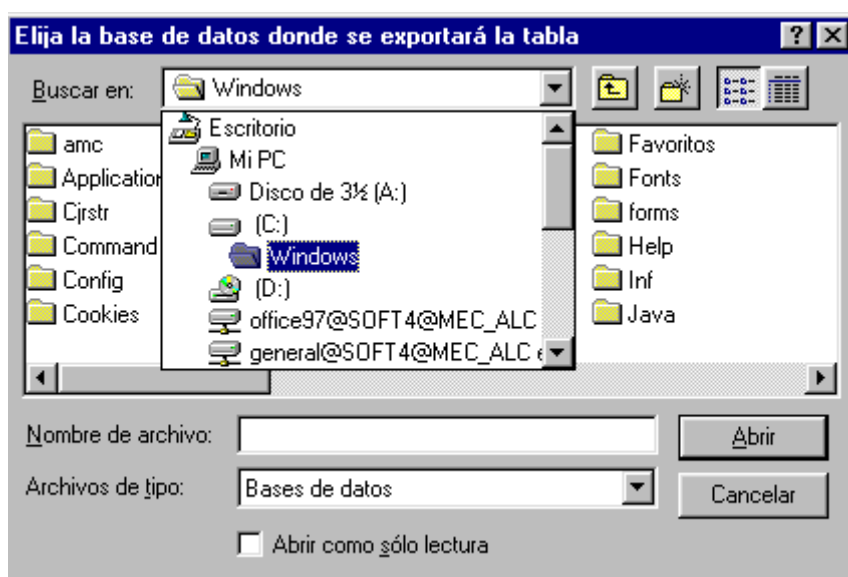 Elija la base de datos donde se exportará la tabla
Buscar en: Windows
Escritorio
Mi PC
Disco de 3½ (A:)
(C:)
Windows
(D:)
office97@SOFT4@MEC_ALC
general@SOFT4@MEC_ALC e
amc
Application
Cjrstr
Command
Config
Cookies
Favoritos
Fonts
forms
Help
Inf
Java
Nombre de archivo:
Abrir
Archivos de tipo: Bases de datos
Cancelar
Abrir como sólo lectura